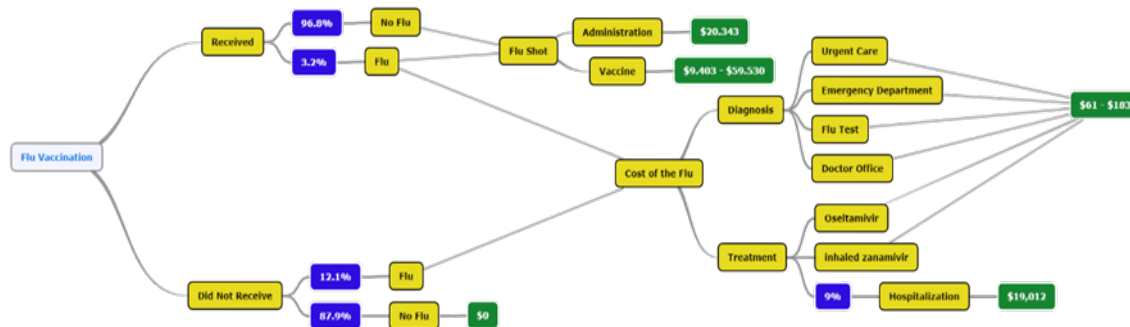 Flu Vaccination
Received
96.8%
No Flu
3.2%
Flu
Flu Shot
Administration
$20.343
Vaccine
$9.403 - $59.530
Did Not Receive
12.1%
Flu
87.9%
No Flu
$0
Cost of the Flu
Diagnosis
Urgent Care
Emergency Department
Flu Test
Doctor Office
$61 - $183
Treatment
Oseltamivir
inhaled zanamivir
9%
Hospitalization
$19,012